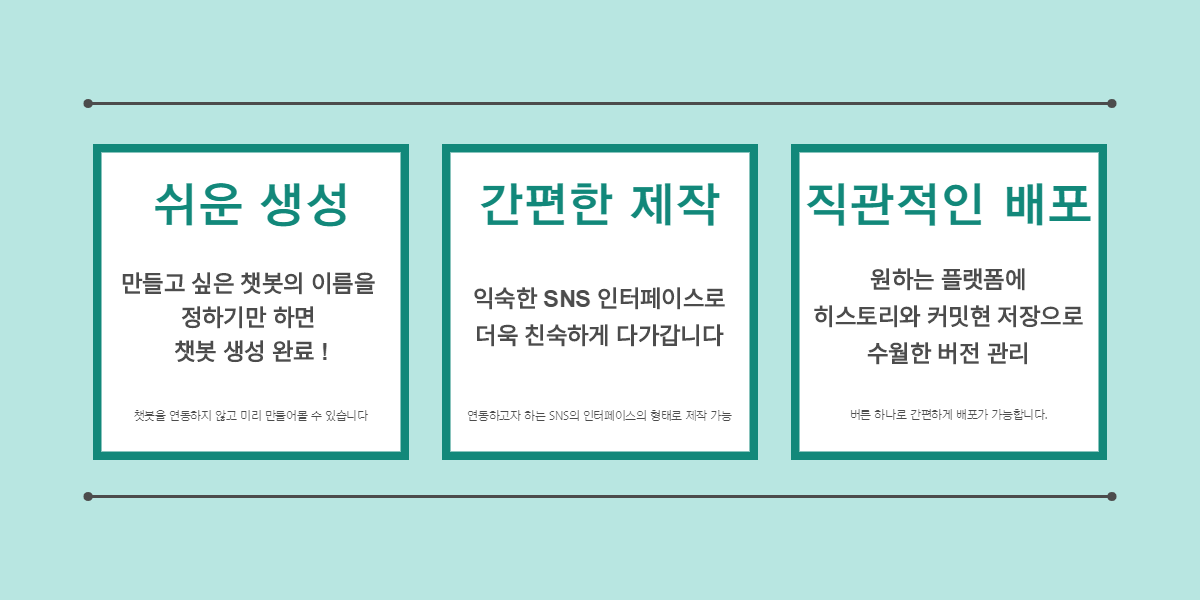 쉬운 생성
만들고 싶은 챗봇의 이름을
정하기만 하면
챗봇 생성 완료 !
챗봇을 연동하지 않고 미리 만들어볼 수 있습니다
간편한 제작
익숙한 SNS 인터페이스로
더욱 친숙하게 다가갑니다
연동하고자 하는 SNS의 인터페이스의 형태로 제작 가능
직관적인 배포
원하는 플랫폼에
히스토리와 커밋현 저장으로
수월한 버전 관리
버튼 하나로 간편하게 배포가 가능합니다.